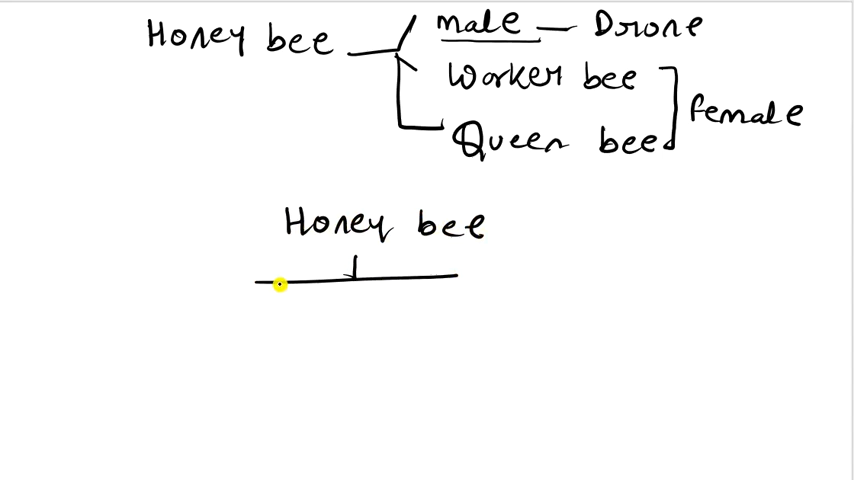 Honey bee male — Drone
Worker bee
Queen bee
female
Honey bee